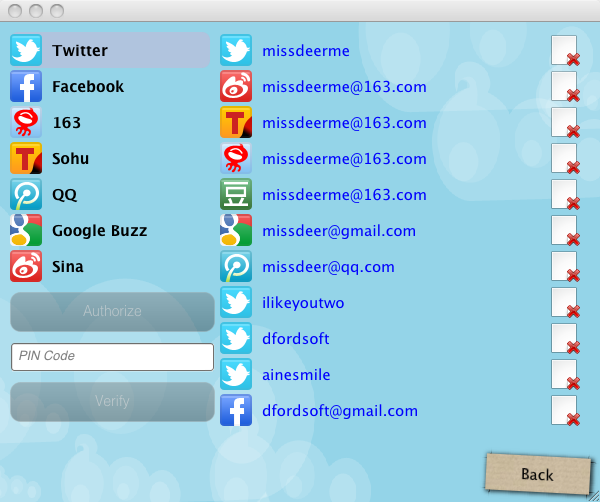 Twitter
Facebook
163
Sohu
QQ
Google Buzz
Sina
Authorize
PIN Code
Verify
missdeerme
missdeerme@163.com
missdeerme@163.com
missdeerme@163.com
missdeerme@163.com
missdeer@gmail.com
missdeer@qq.com
ilikeyoutwo
dfordsoft
ainesmile
dfordsoft@gmail.com
Back